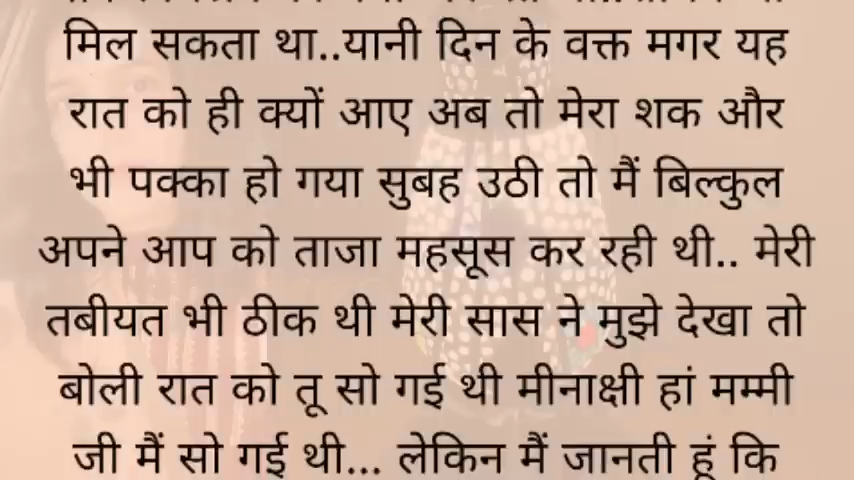 मिल सकता था..यानी दिन के वक्त मगर यह
रात को ही क्यों आए अब तो मेरा शक और
भी पक्का हो गया सुबह उठी तो मैं बिल्कुल
अपने आप को ताजा महसूस कर रही थी.. मेरी
तबीयत भी ठीक थी मेरी सास ने मुझे देखा तो
बोली रात को तू सो गई थी मीनाक्षी हां मम्मी
जी मैं सो गई थी... लेकिन मैं जानती हूं कि